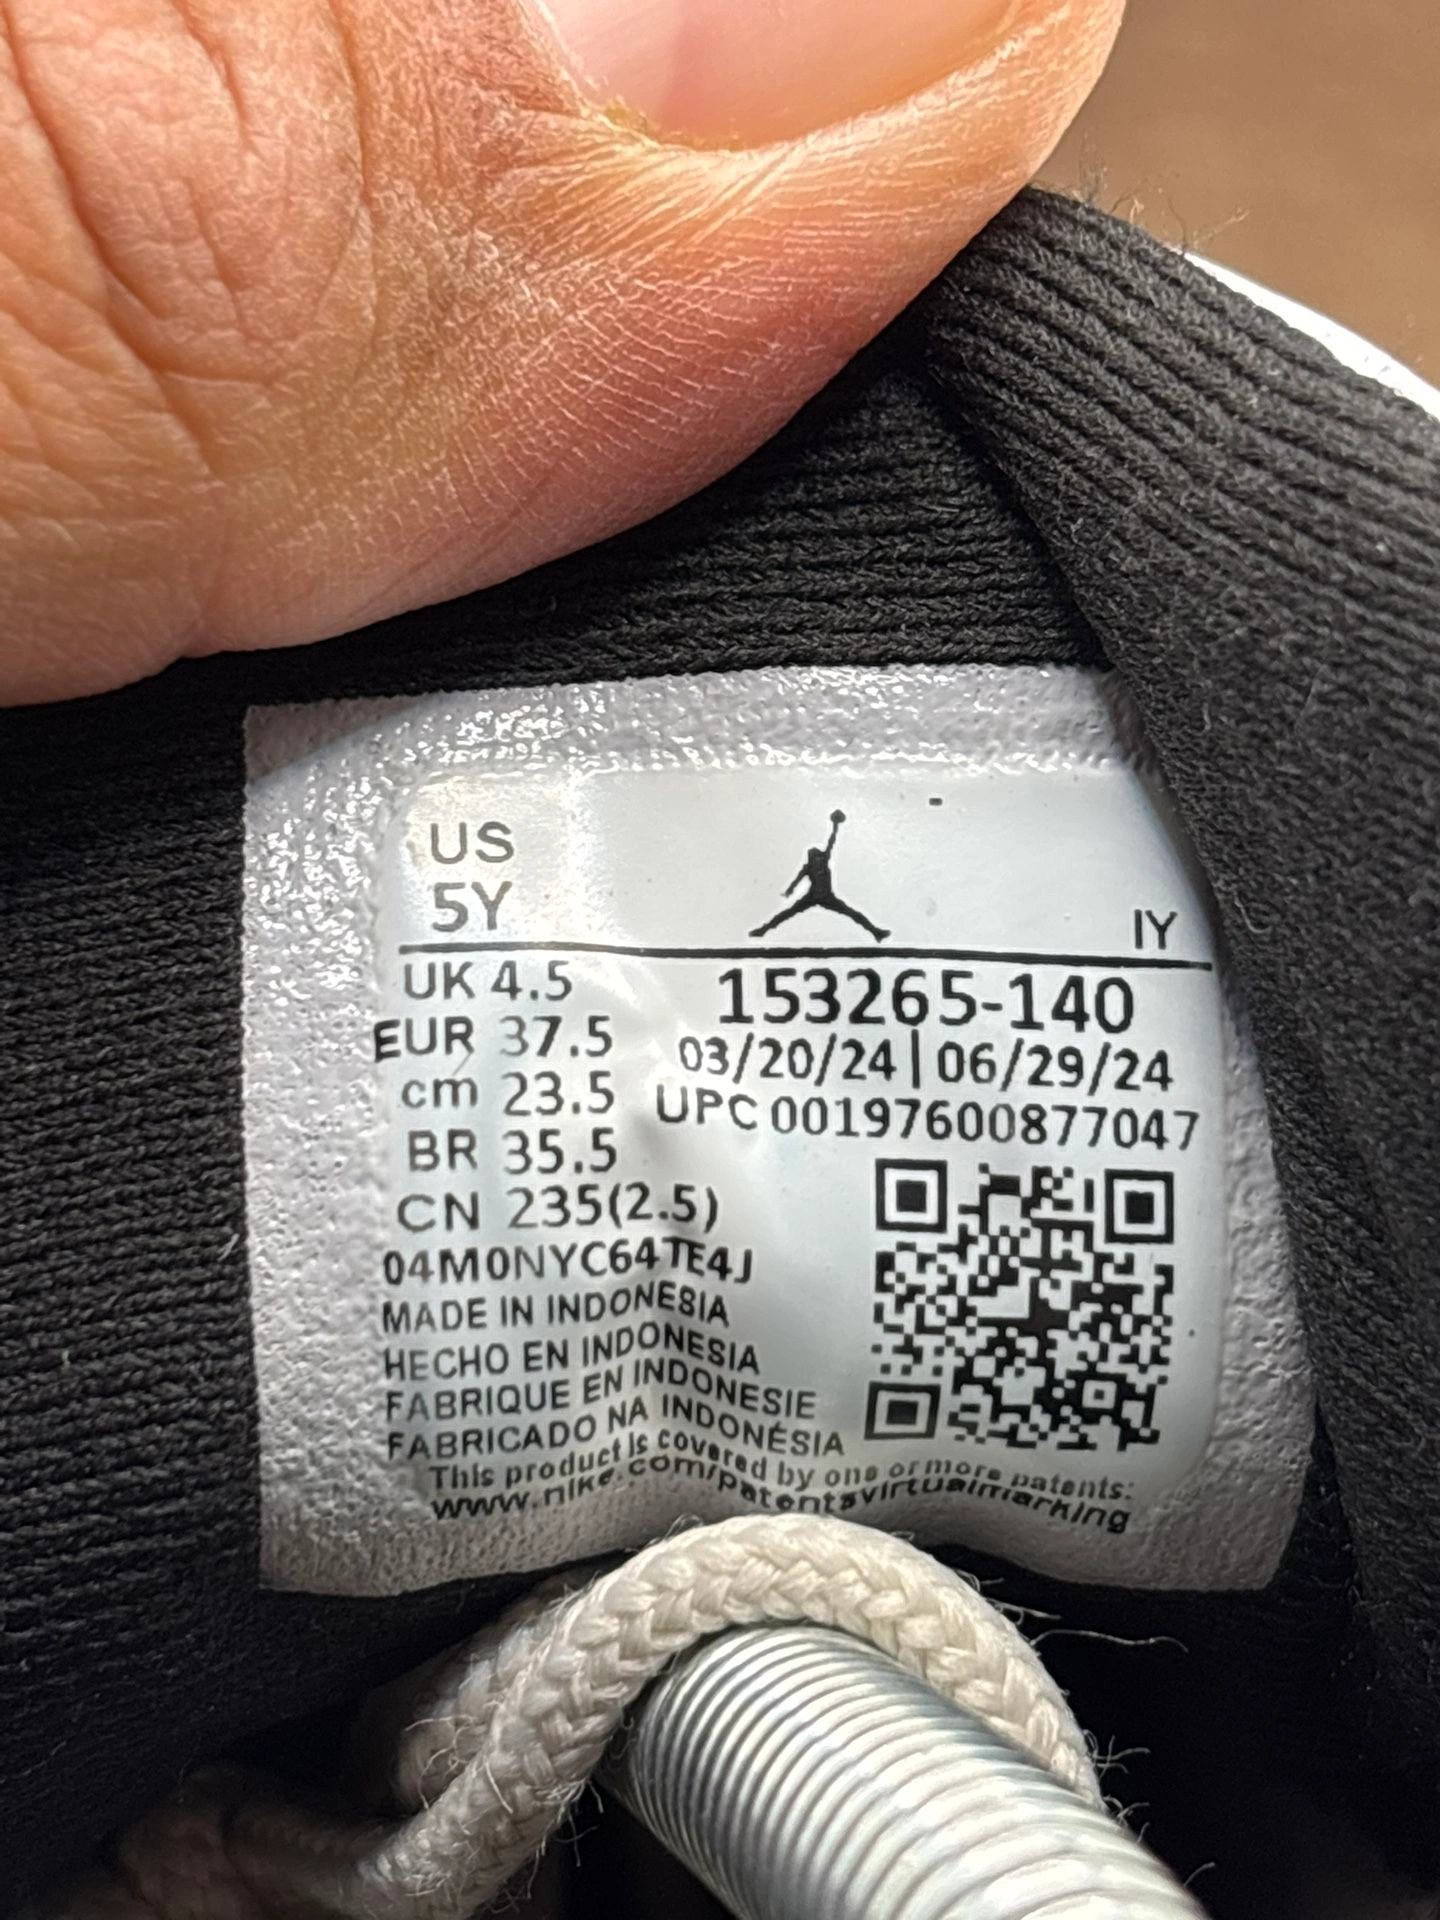 US
5Y
IY
UK 4.5
EUR 37.5
cm 23.5
BR 35.5
CN 235(2.5)
153265-140
03/20/24 | 06/29/24
UPC 00197600877047
04M0NYC64TE4J
MADE IN INDONESIA
HECHO EN INDONESIA
FABRIQUE EN INDONESIE
FABRICADO NA INDONÉSIA
This product is covered by one or more patents:
www.nike.com/patentsvirtualmarking